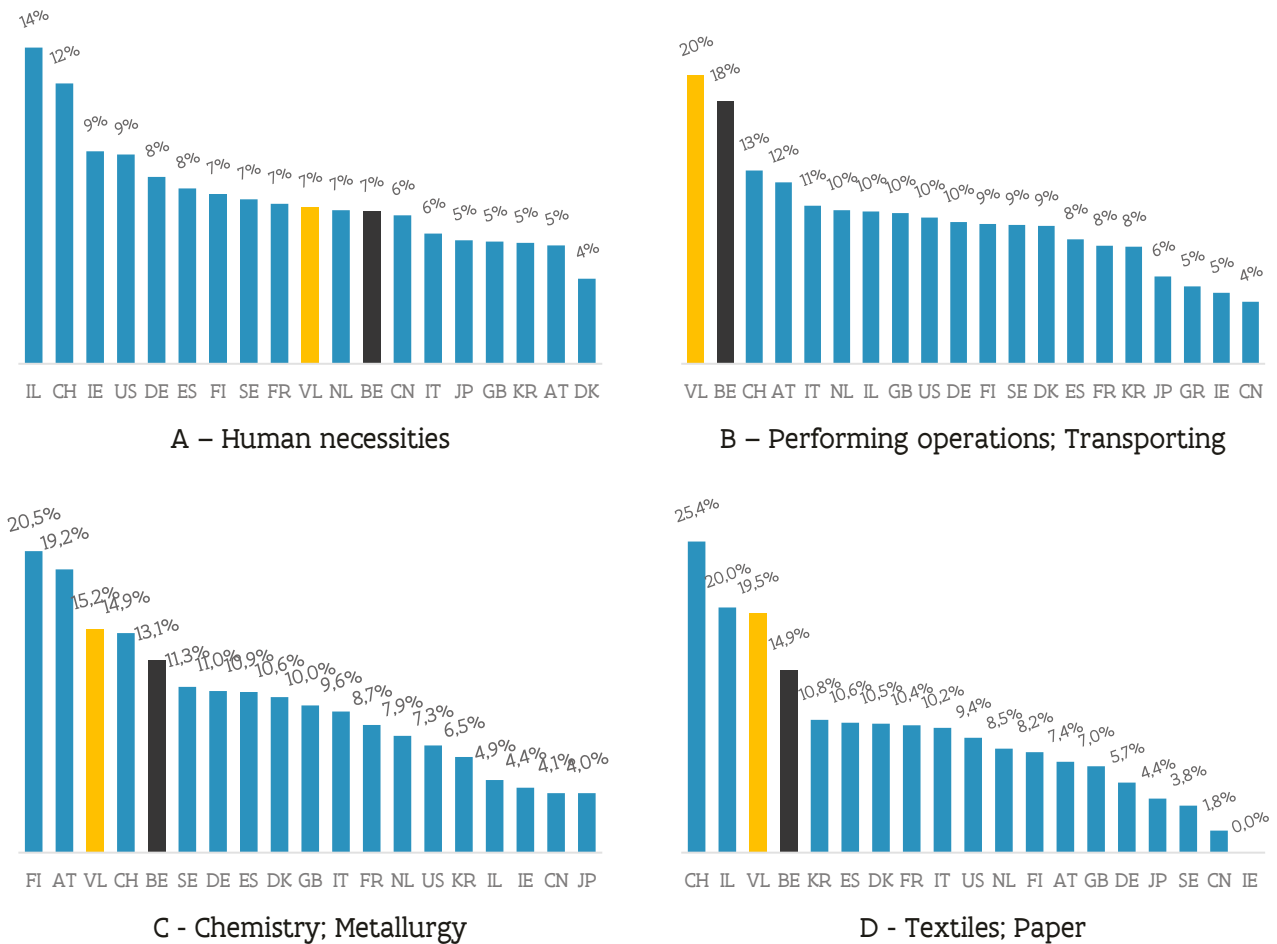 14%
12%
9% 9% 8% 8% 7% 7% 7% 7% 7% 7% 6% 6% 5% 5% 5% 5% 4%
IL CH IE US DE ES FI SE FR VL NL BE CN IT JP GB KR AT DK
A – Human necessities
20%
18%
13% 12% 11% 10% 10% 10% 10% 10% 9% 9% 9% 8% 8% 8% 6% 5% 5% 4%
VL BE CH AT IT NL IL GB US DE FI SE DK ES FR KR JP GR IE CN
B – Performing operations; Transporting
20,5%
19,2%
15,2% 14,9% 13,1% 11,3% 11,0% 10,9% 10,6% 10,0% 9,6% 8,7% 7,9% 7,3% 6,5% 4,9% 4,4% 4,1% 4,0%
FI AT VL CH BE SE DE ES DK GB IT FR NL US KR IL IE CN JP
C - Chemistry; Metallurgy
25,4%
20,0% 19,5% 14,9% 10,8% 10,6% 10,5% 10,4% 10,2% 9,4% 8,5% 8,2% 7,4% 7,0% 5,7% 4,4% 3,8% 1,8% 0,0%
CH IL VL BE KR ES DK FR IT US NL FI AT GB DE JP SE CN IE
D - Textiles; Paper